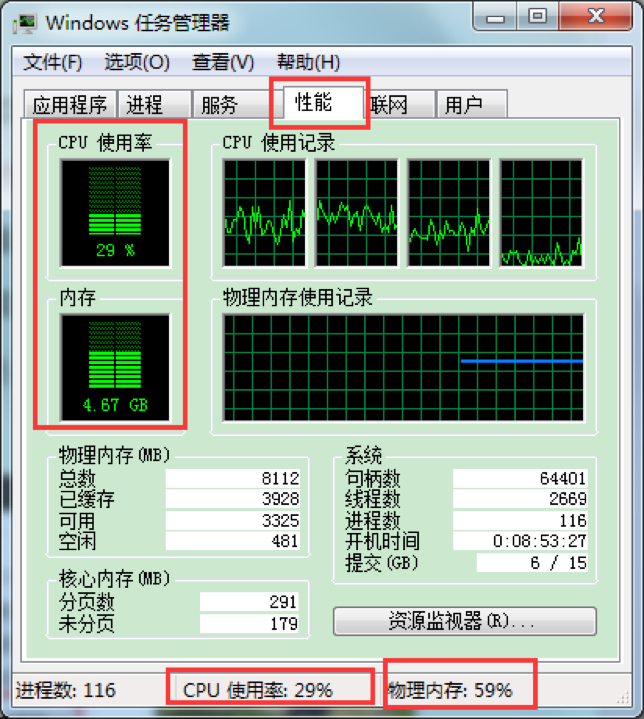 Windows 任务管理器
文件(F) 选项(O) 查看(V) 帮助(H)
应用程序 进程 服务 性能 联网 用户
CPU 使用率 CPU 使用记录
29 %
内存 物理内存使用记录
4.67 GB
物理内存(MB) 系统
总数 8112 句柄数 64401
已缓存 3928 线程数 2669
可用 3325 进程数 116
空闲 481 开机时间 0:08:53:27
提交(GB) 6 / 15
核心内存(MB)
分页数 291
未分页 179 资源监视器(R)...
进程数: 116 CPU 使用率: 29% 物理内存: 59%